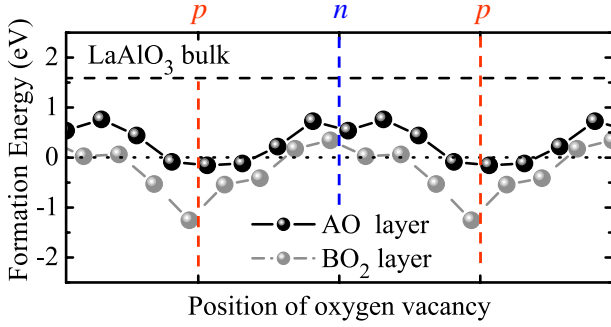 p n p
Formation Energy (eV)
2
1
0
-1
-2
LaAlO3 bulk
AO layer
BO2 layer
Position of oxygen vacancy